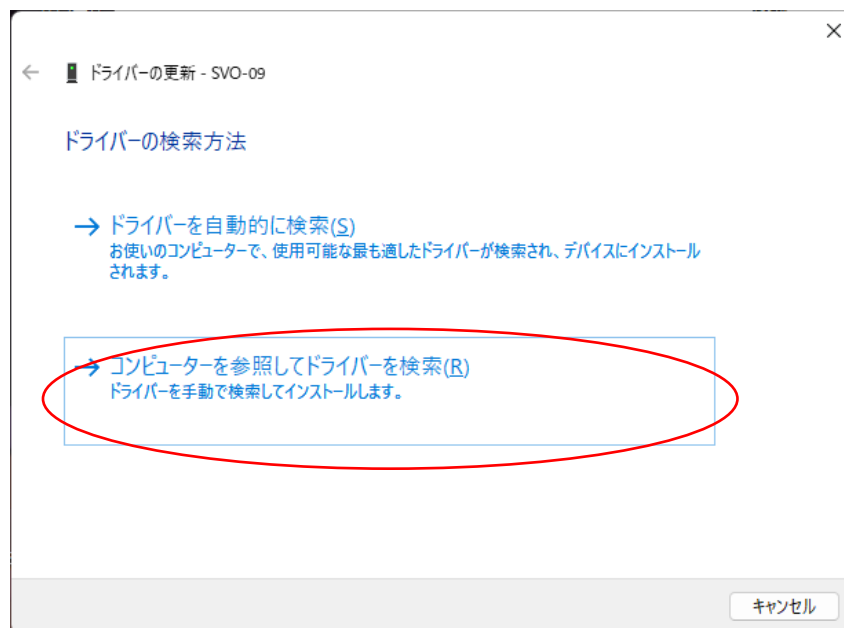 ドライバーの更新 - SVO-09
ドライバーの検索方法
ドライバーを自動的に検索(S)
お使いのコンピューターで、使用可能な最も適したドライバーが検索され、デバイスにインストール
されます。
コンピューターを参照してドライバーを検索(R)
ドライバーを手動で検索してインストールします。
キャンセル